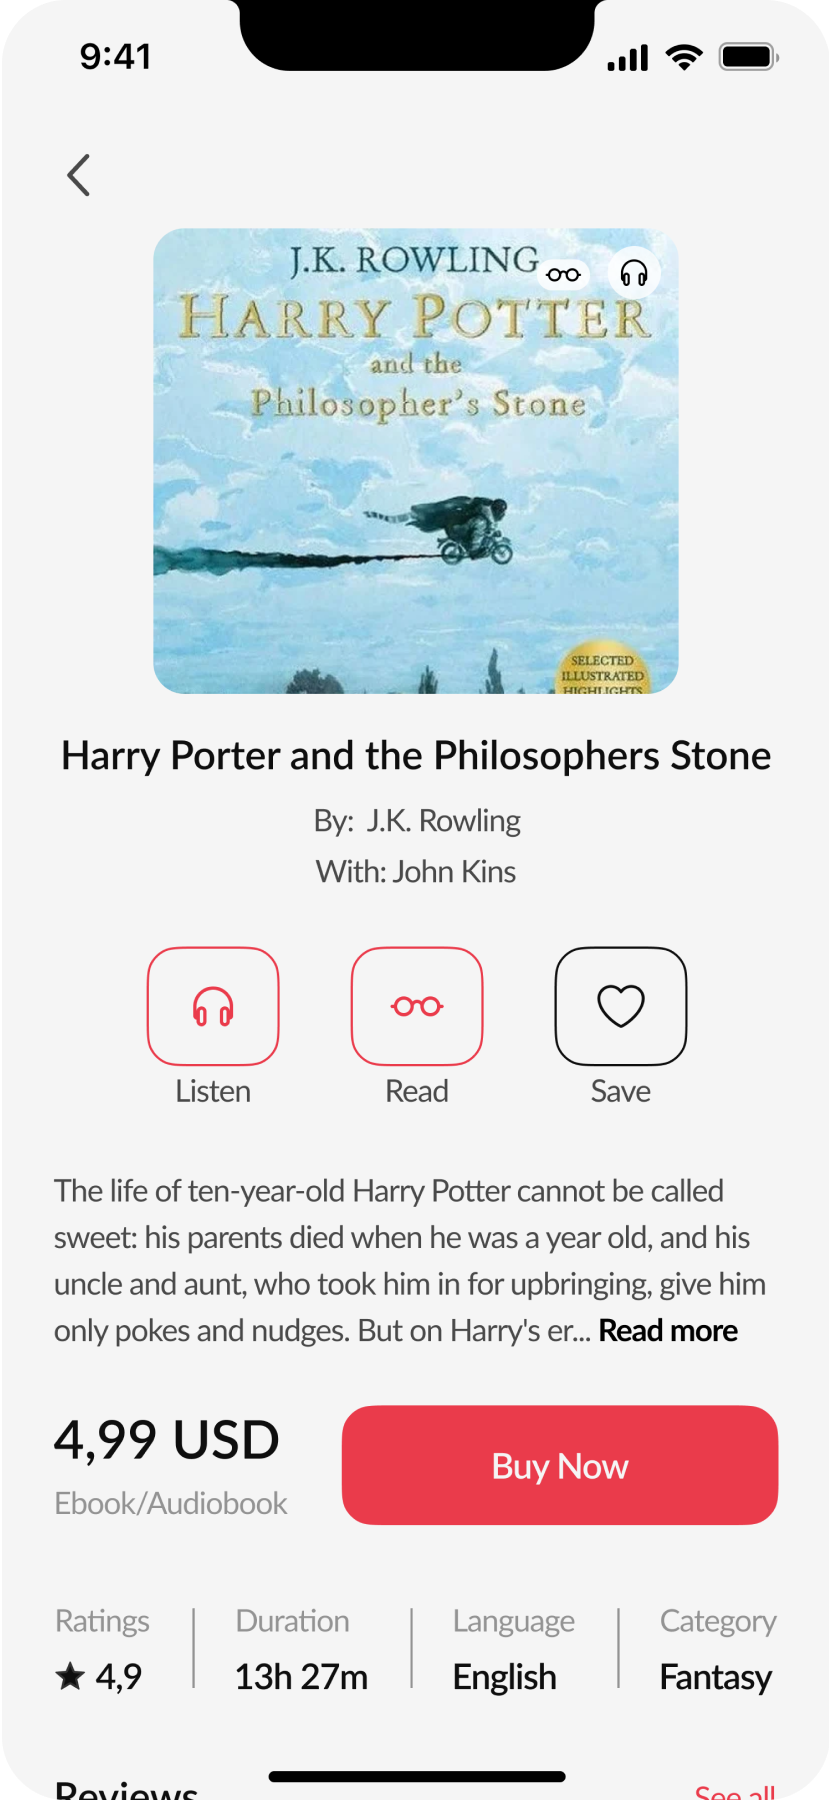 9:41
J.K. ROWLING
HARRY POTTER
and the
Philosopher's Stone
SELECTED
ILLUSTRATED
HIGHLIGHTS
Harry Porter and the Philosophers Stone
By: J.K. Rowling
With: John Kins
Listen Read Save
The life of ten-year-old Harry Potter cannot be called
sweet: his parents died when he was a year old, and his
uncle and aunt, who took him in for upbringing, give him
only pokes and nudges. But on Harry's er... Read more
4,99 USD
Ebook/Audiobook
Buy Now
Ratings Duration Language Category
★ 4,9 13h 27m English Fantasy
Reviews See all